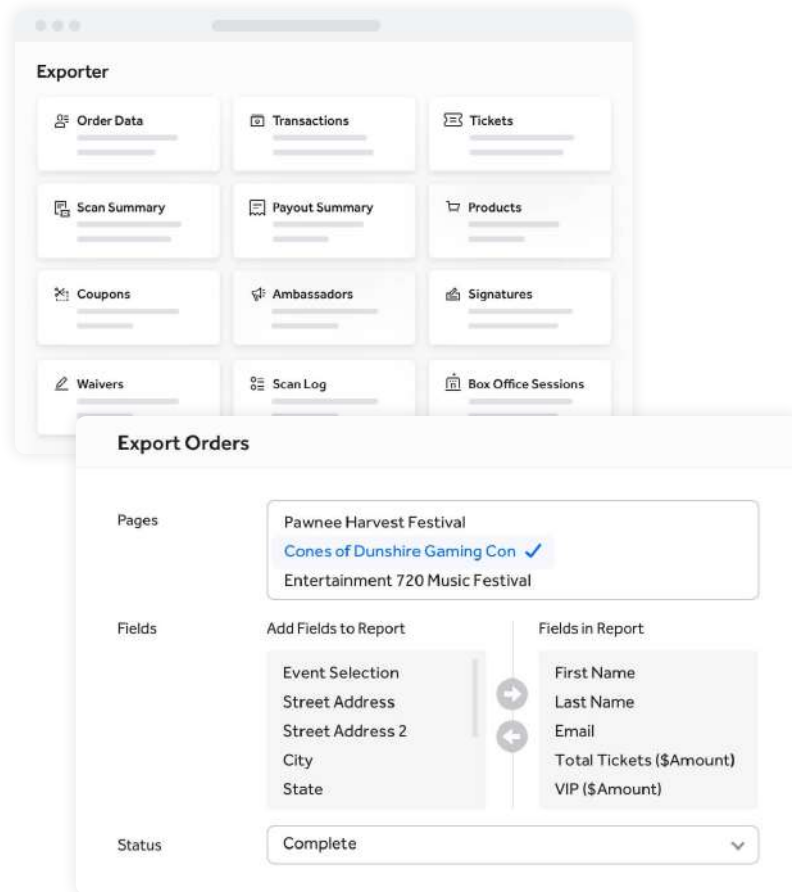 Exporter
Order Data
Transactions
Tickets
Scan Summary
Payout Summary
Products
Coupons
Ambassadors
Signatures
Waivers
Scan Log
Box Office Sessions
Export Orders
Pages
Pawnee Harvest Festival
Cones of Dunshire Gaming Con
Entertainment 720 Music Festival
Fields
Add Fields to Report
Fields in Report
Event Selection
Street Address
Street Address 2
City
State
First Name
Last Name
Email
Total Tickets ($Amount)
VIP ($Amount)
Status
Complete